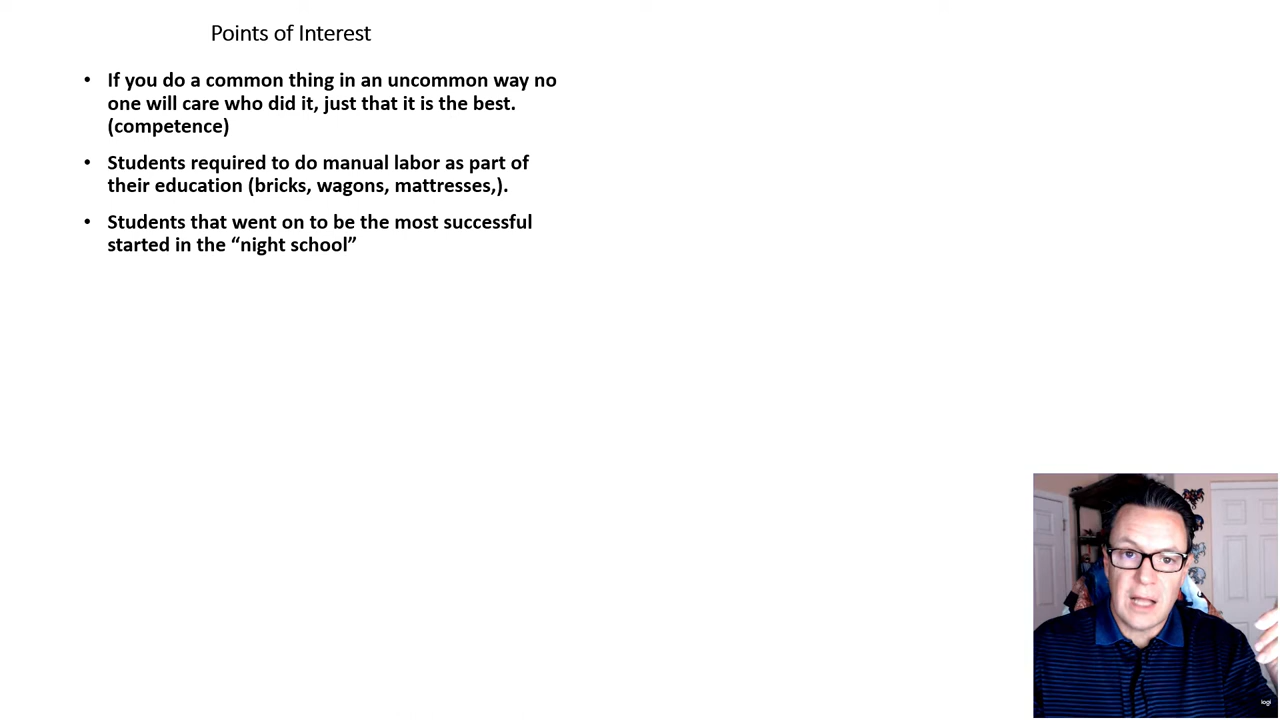 Points of Interest
• If you do a common thing in an uncommon way no
one will care who did it, just that it is the best.
(competence)
• Students required to do manual labor as part of
their education (bricks, wagons, mattresses,).
• Students that went on to be the most successful
started in the “night school”
logi